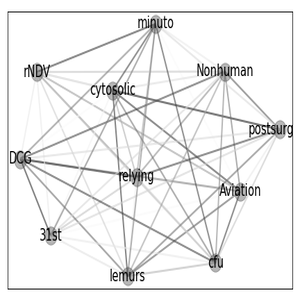 minuto
rNDV
Nonhuman
cytosolic
postsurg
DCG
relying
Aviation
31st
cfu
lemurs